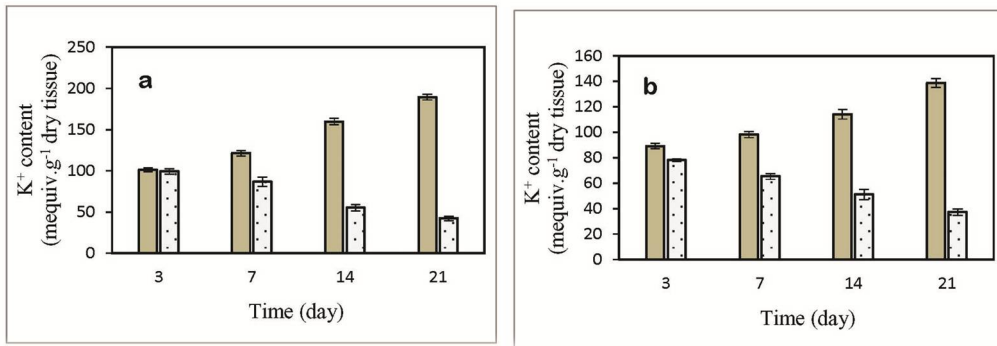 a
250
200
150
100
50
0
K⁺ content
(mequiv.g⁻¹ dry tissue)
3 7 14 21
Time (day)
b
160
140
120
100
80
60
40
20
0
K⁺ content
(mequiv.g⁻¹ dry tissue)
3 7 14 21
Time (day)